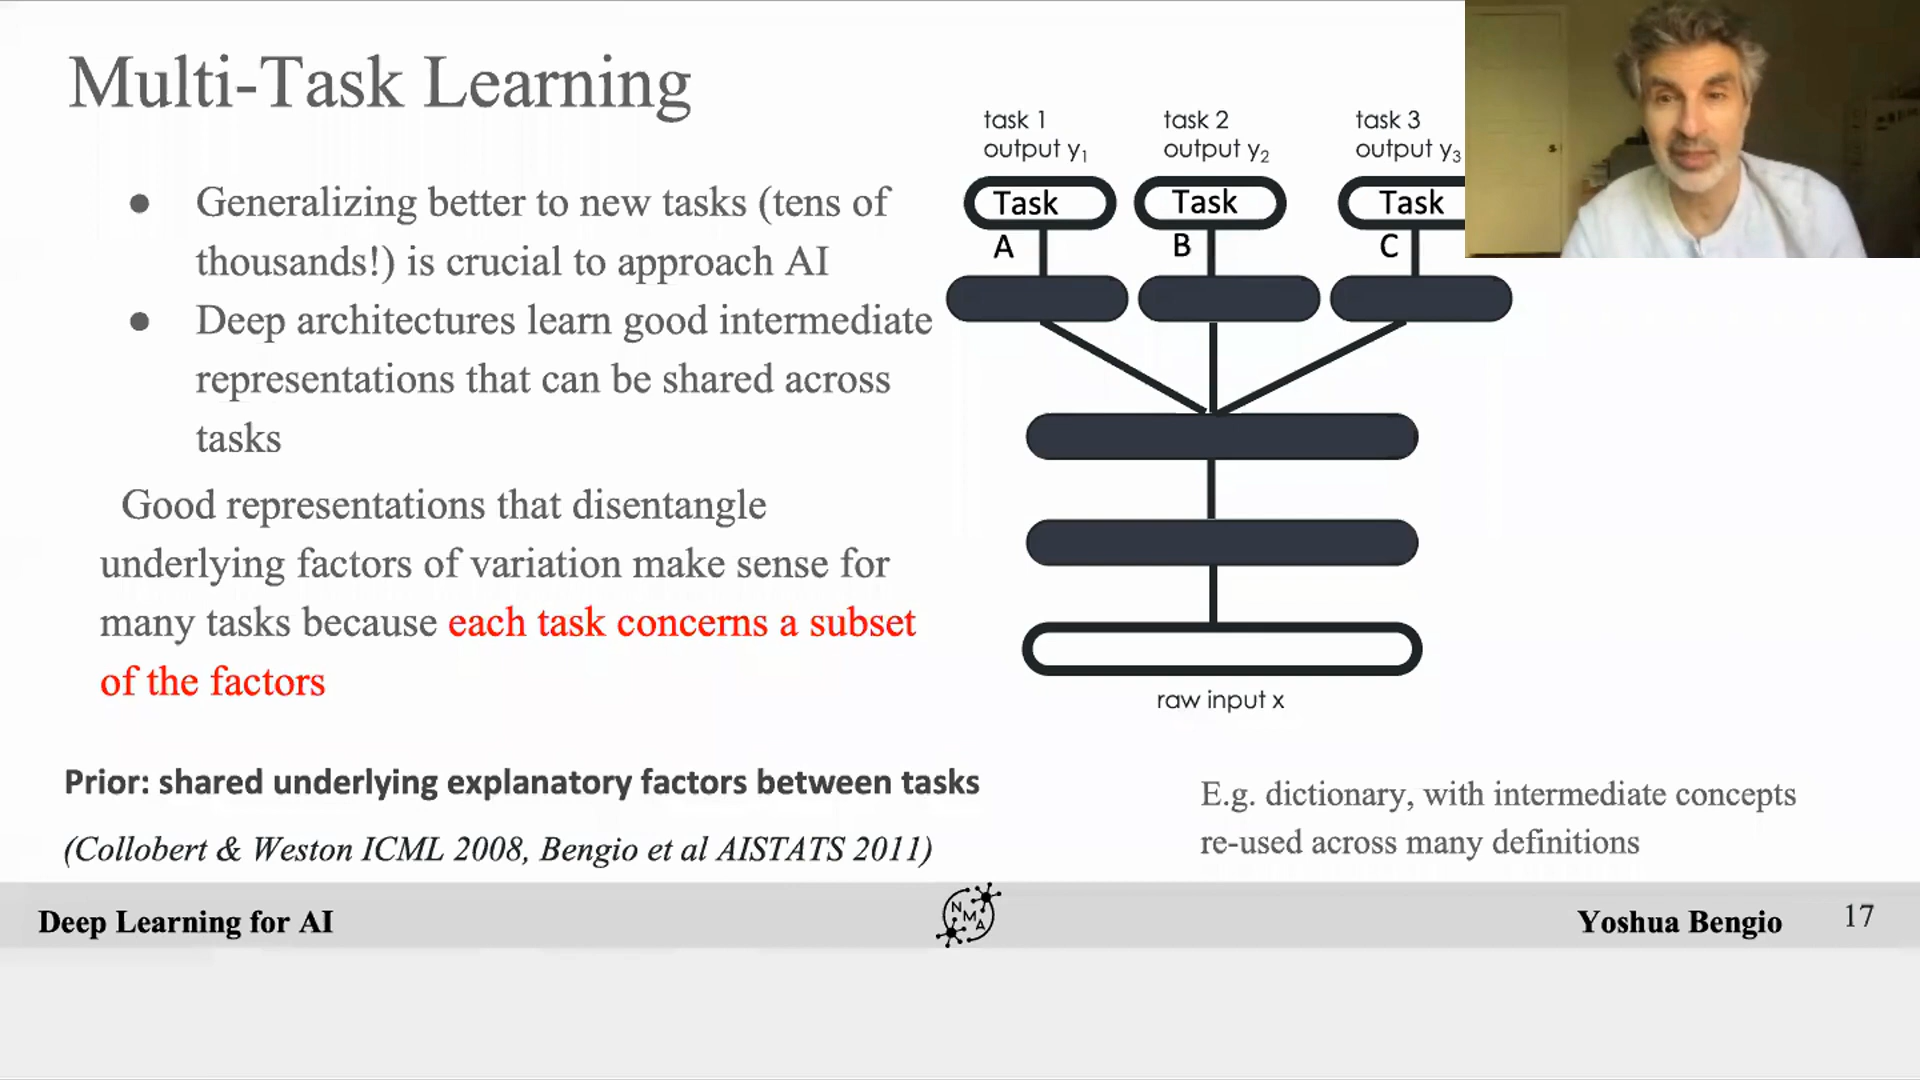 Multi-Task Learning
● Generalizing better to new tasks (tens of
thousands!) is crucial to approach AI
● Deep architectures learn good intermediate
representations that can be shared across
tasks
Good representations that disentangle
underlying factors of variation make sense for
many tasks because each task concerns a subset
of the factors
Prior: shared underlying explanatory factors between tasks
(Collobert & Weston ICML 2008, Bengio et al AISTATS 2011)
task 1
output y₁
task 2
output y₂
task 3
output y₃
Task
A
Task
B
Task
C
raw input x
E.g. dictionary, with intermediate concepts
re-used across many definitions
Deep Learning for AI
NMA
Yoshua Bengio
17